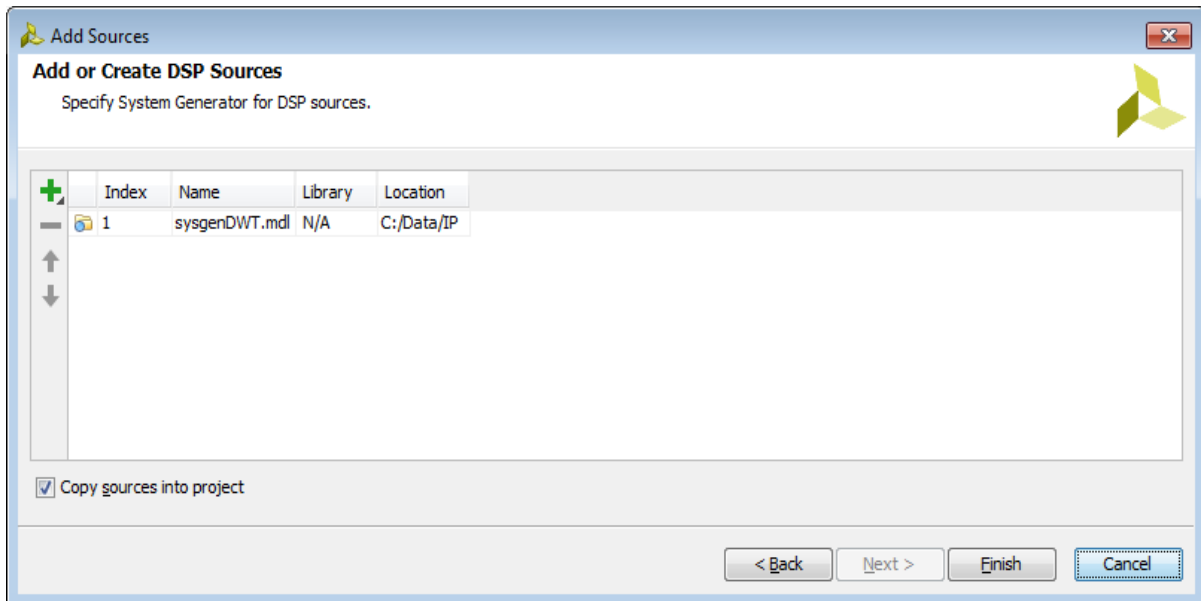 Add Sources
Add or Create DSP Sources
Specify System Generator for DSP sources.
Index Name Library Location
1 sysgenDWT.mdl N/A C:/Data/IP
Copy sources into project
< Back Next > Finish Cancel